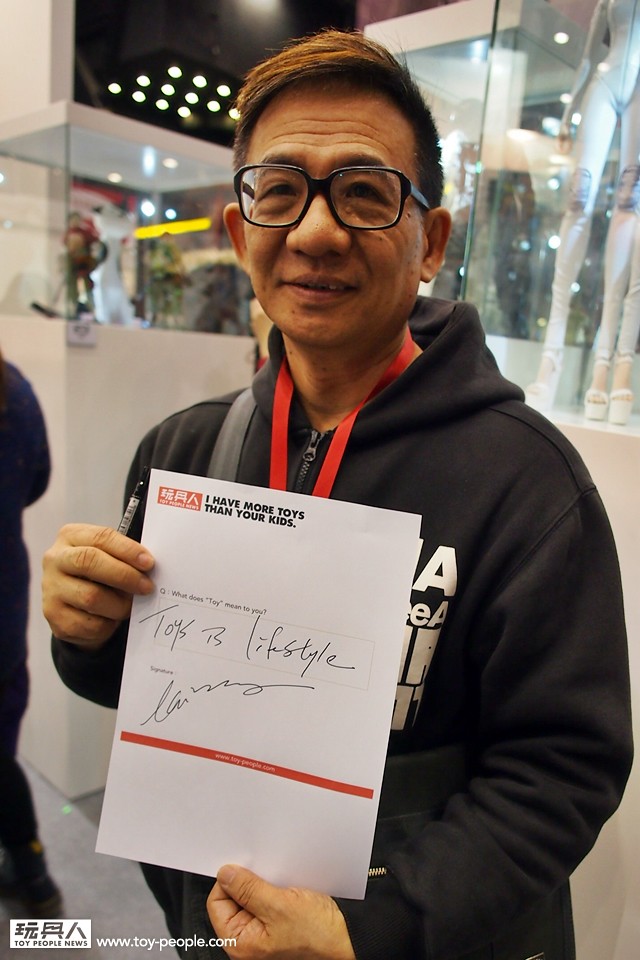 玩具人
TOY PEOPLE NEWS
I HAVE MORE TOYS
THAN YOUR KIDS.
Q : What does "Toy" mean to you?
Toys is lifestyle
Signature :
www.toy-people.com
玩具人
TOY PEOPLE NEWS
www.toy-people.com